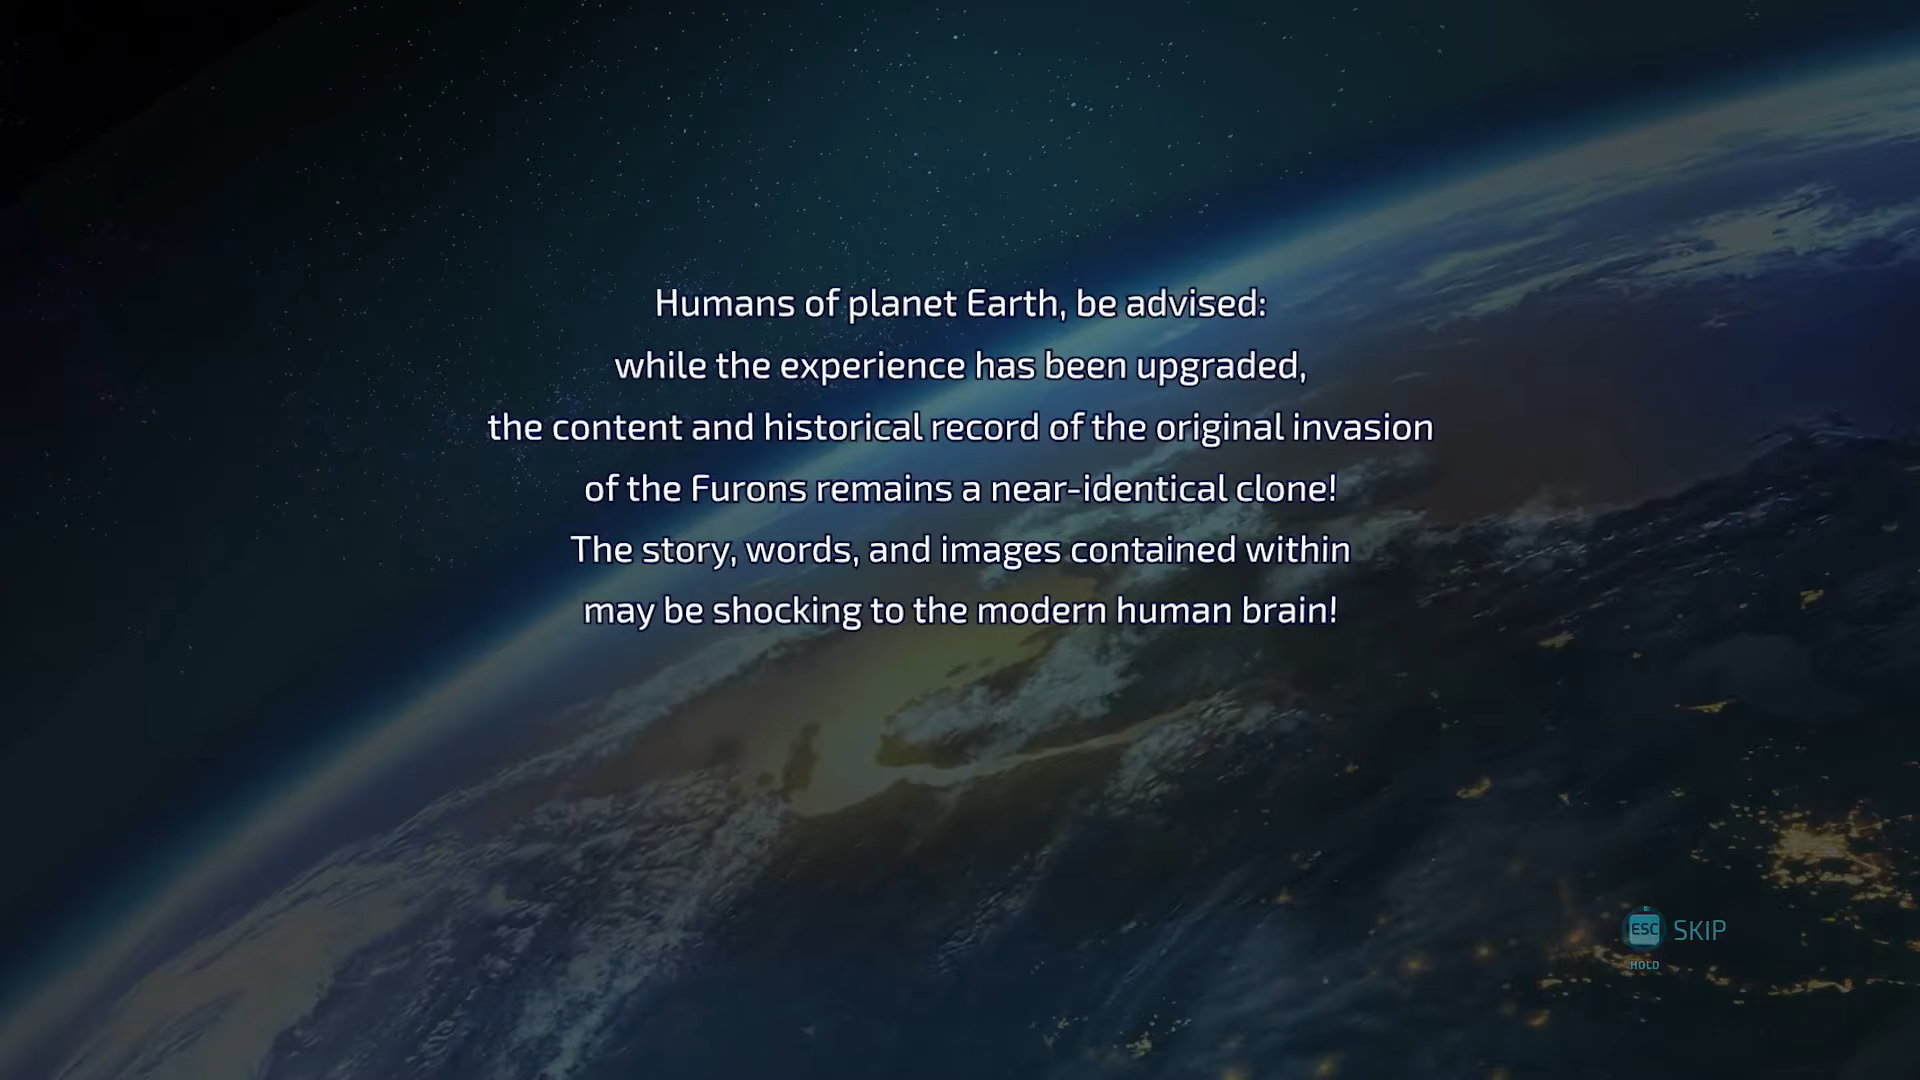 Humans of planet Earth, be advised:
while the experience has been upgraded,
the content and historical record of the original invasion
of the Furons remains a near-identical clone!
The story, words, and images contained within
may be shocking to the modern human brain!
ESC SKIP
HOLD